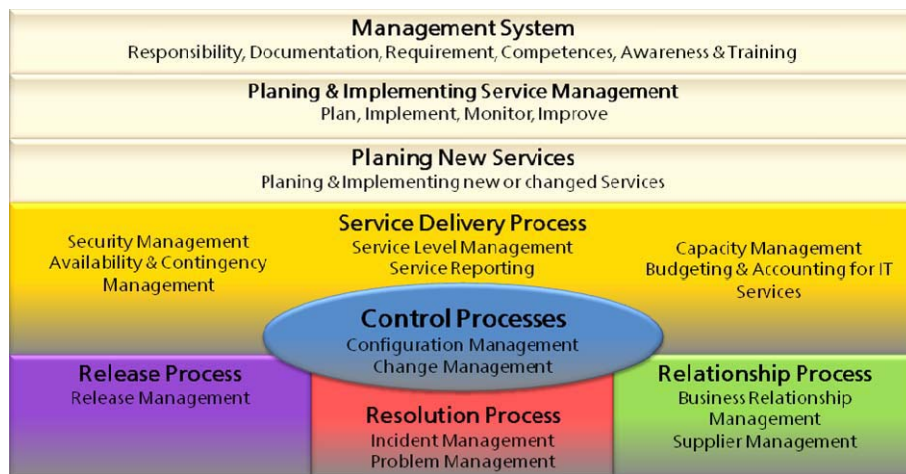 Management System
Responsibility, Documentation, Requirement, Competences, Awareness & Training
Planing & Implementing Service Management
Plan, Implement, Monitor, Improve
Planing New Services
Planing & Implementing new or changed Services
Service Delivery Process
Security Management
Availability & Contingency
Management
Service Level Management
Service Reporting
Capacity Management
Budgeting & Accounting for IT
Services
Control Processes
Configuration Management
Change Management
Release Process
Release Management
Resolution Process
Incident Management
Problem Management
Relationship Process
Business Relationship
Management
Supplier Management